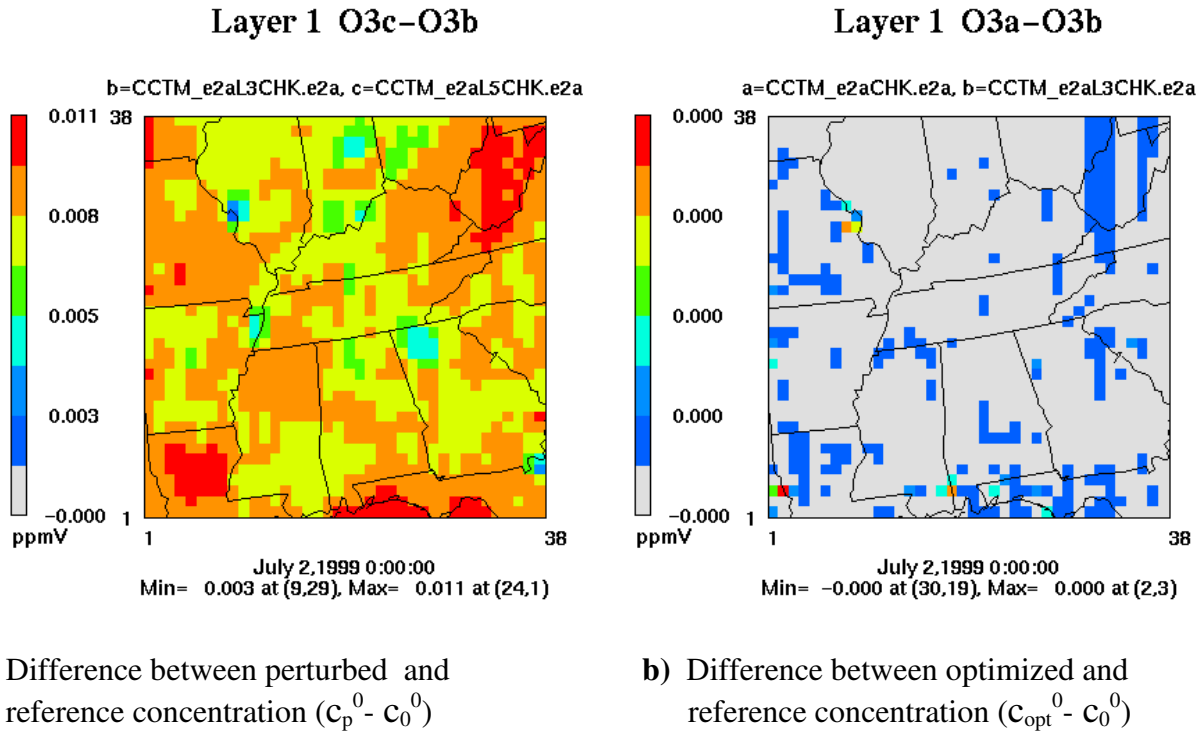 Layer 1 O3c−O3b
b=CCTM_e2aL3CHK.e2a, c=CCTM_e2aL5CHK.e2a
0.011
0.008
0.005
0.003
−0.000
ppmV
38
1
1
38
July 2,1999 0:00:00
Min= 0.003 at (9,29), Max= 0.011 at (24,1)
Difference between perturbed and
reference concentration (cp0- c00)
Layer 1 O3a−O3b
a=CCTM_e2aCHK.e2a, b=CCTM_e2aL3CHK.e2a
0.000
0.000
0.000
0.000
−0.000
ppmV
38
1
1
38
July 2,1999 0:00:00
Min= −0.000 at (30,19), Max= 0.000 at (2,3)
b) Difference between optimized and
reference concentration (copt0- c00)